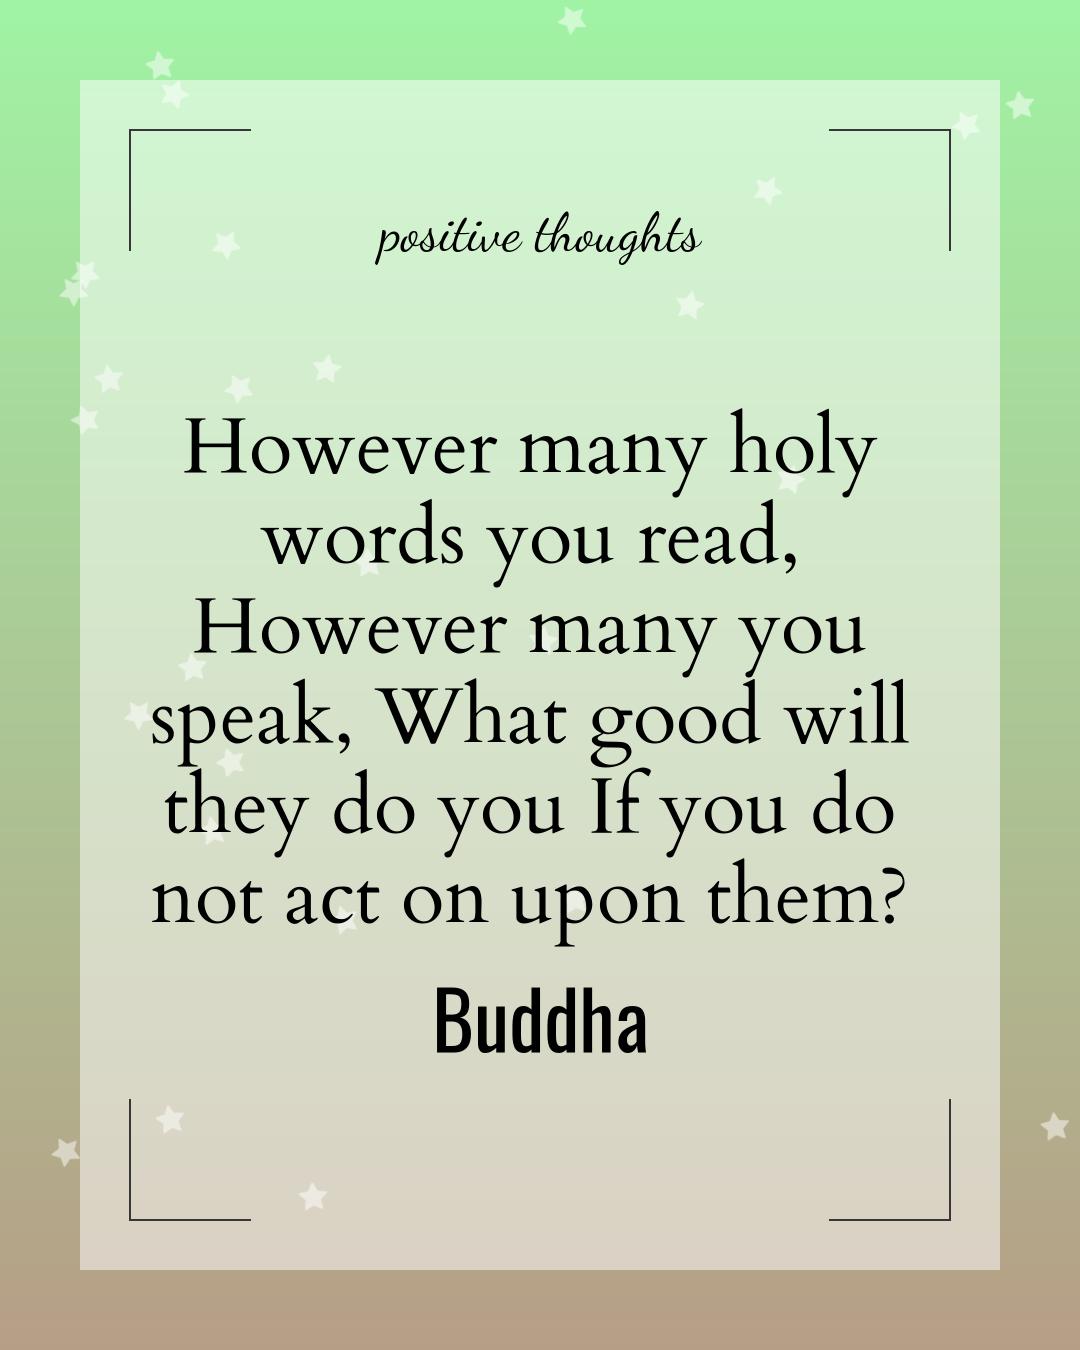 positive thoughts
However many holy
words you read,
However many you
speak, What good will
they do you If you do
not act on upon them?
Buddha